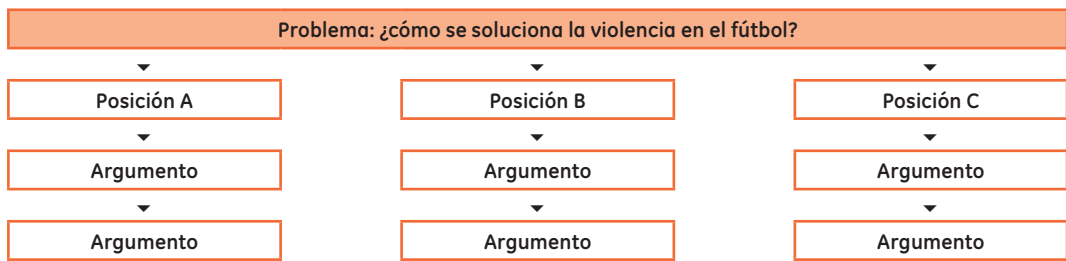 Problema: ¿cómo se soluciona la violencia en el fútbol?
Posición A
Posición B
Posición C
Argumento
Argumento
Argumento
Argumento
Argumento
Argumento